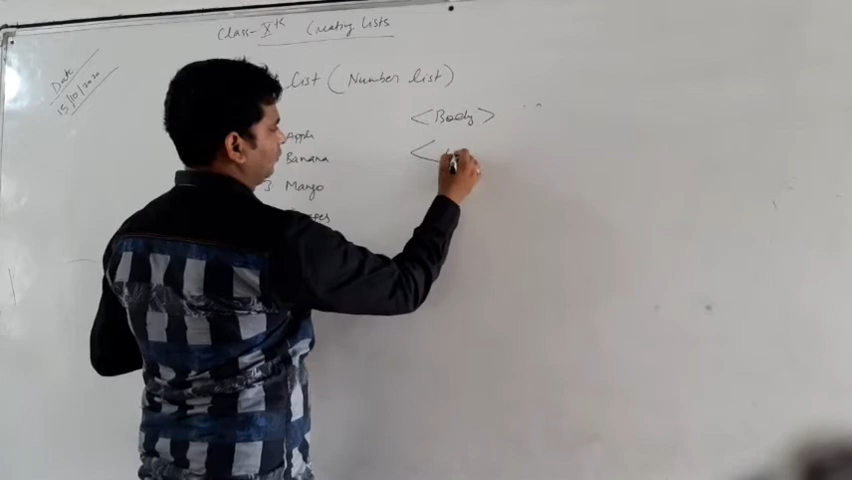 Class-Xth Creating Lists
Date
15/10/2020
List (Number list)
<Body>
Apple
Banana
3 Mango
<